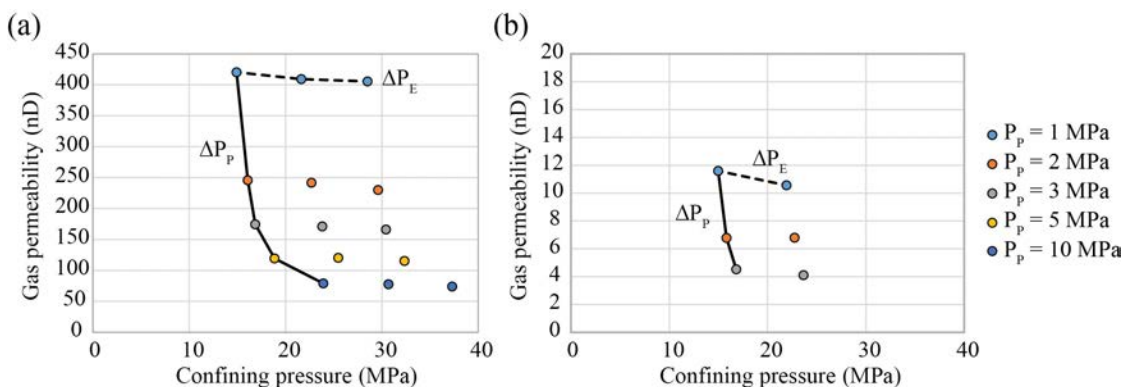 (a)
450
400
350
300
250
200
150
100
50
0
0 10 20 30 40
Gas permeability (nD)
Confining pressure (MPa)
ΔP_E
ΔP_P
(b)
20
18
16
14
12
10
8
6
4
2
0
0 10 20 30 40
Gas permeability (nD)
Confining pressure (MPa)
ΔP_E
ΔP_P
P_P = 1 MPa
P_P = 2 MPa
P_P = 3 MPa
P_P = 5 MPa
P_P = 10 MPa